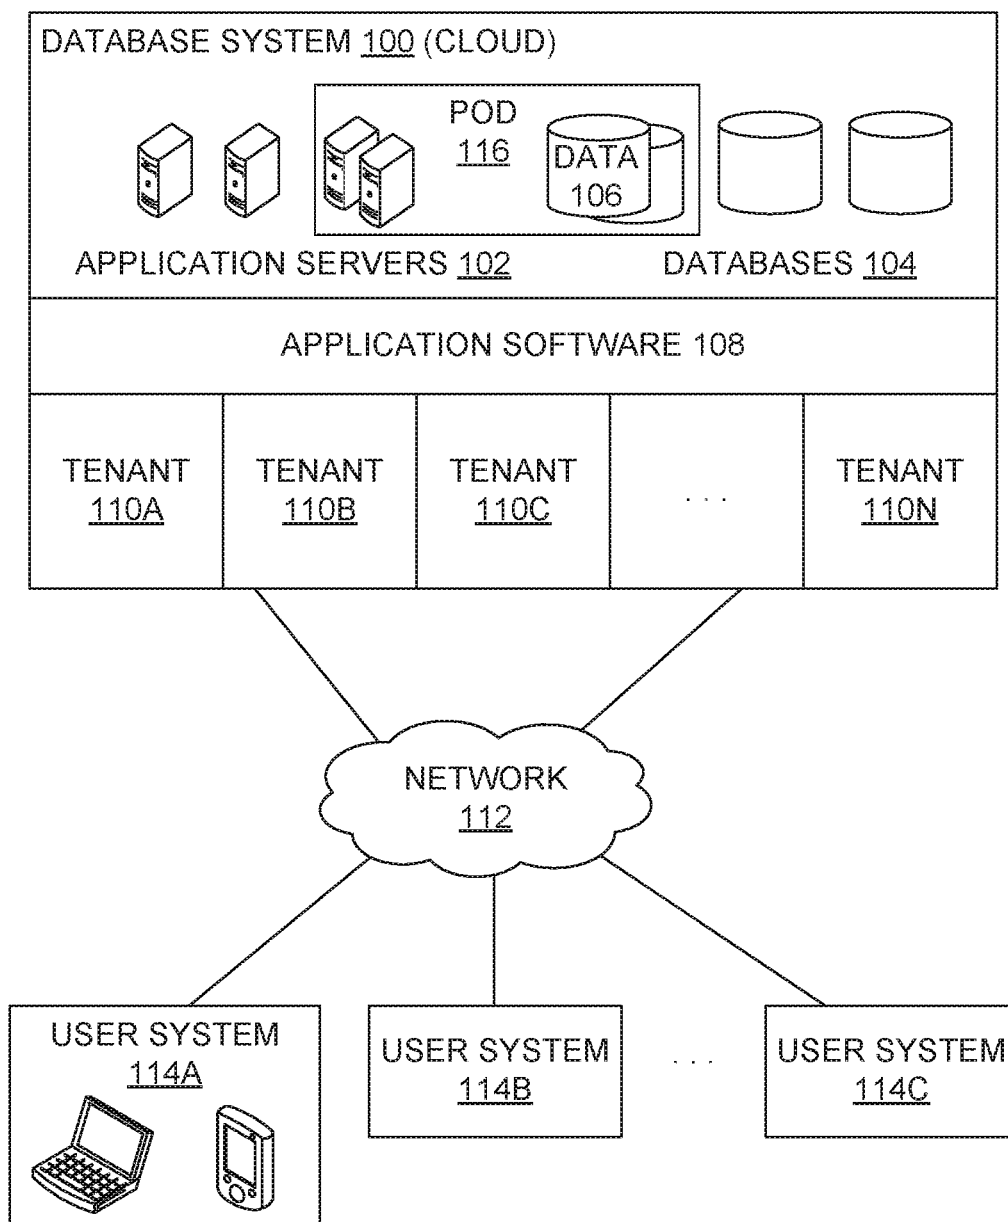 DATABASE SYSTEM 100 (CLOUD)
POD
116
DATA
106
APPLICATION SERVERS 102
DATABASES 104
APPLICATION SOFTWARE 108
TENANT
110A
TENANT
110B
TENANT
110C
. . .
TENANT
110N
NETWORK
112
USER SYSTEM
114A
USER SYSTEM
114B
. . .
USER SYSTEM
114C